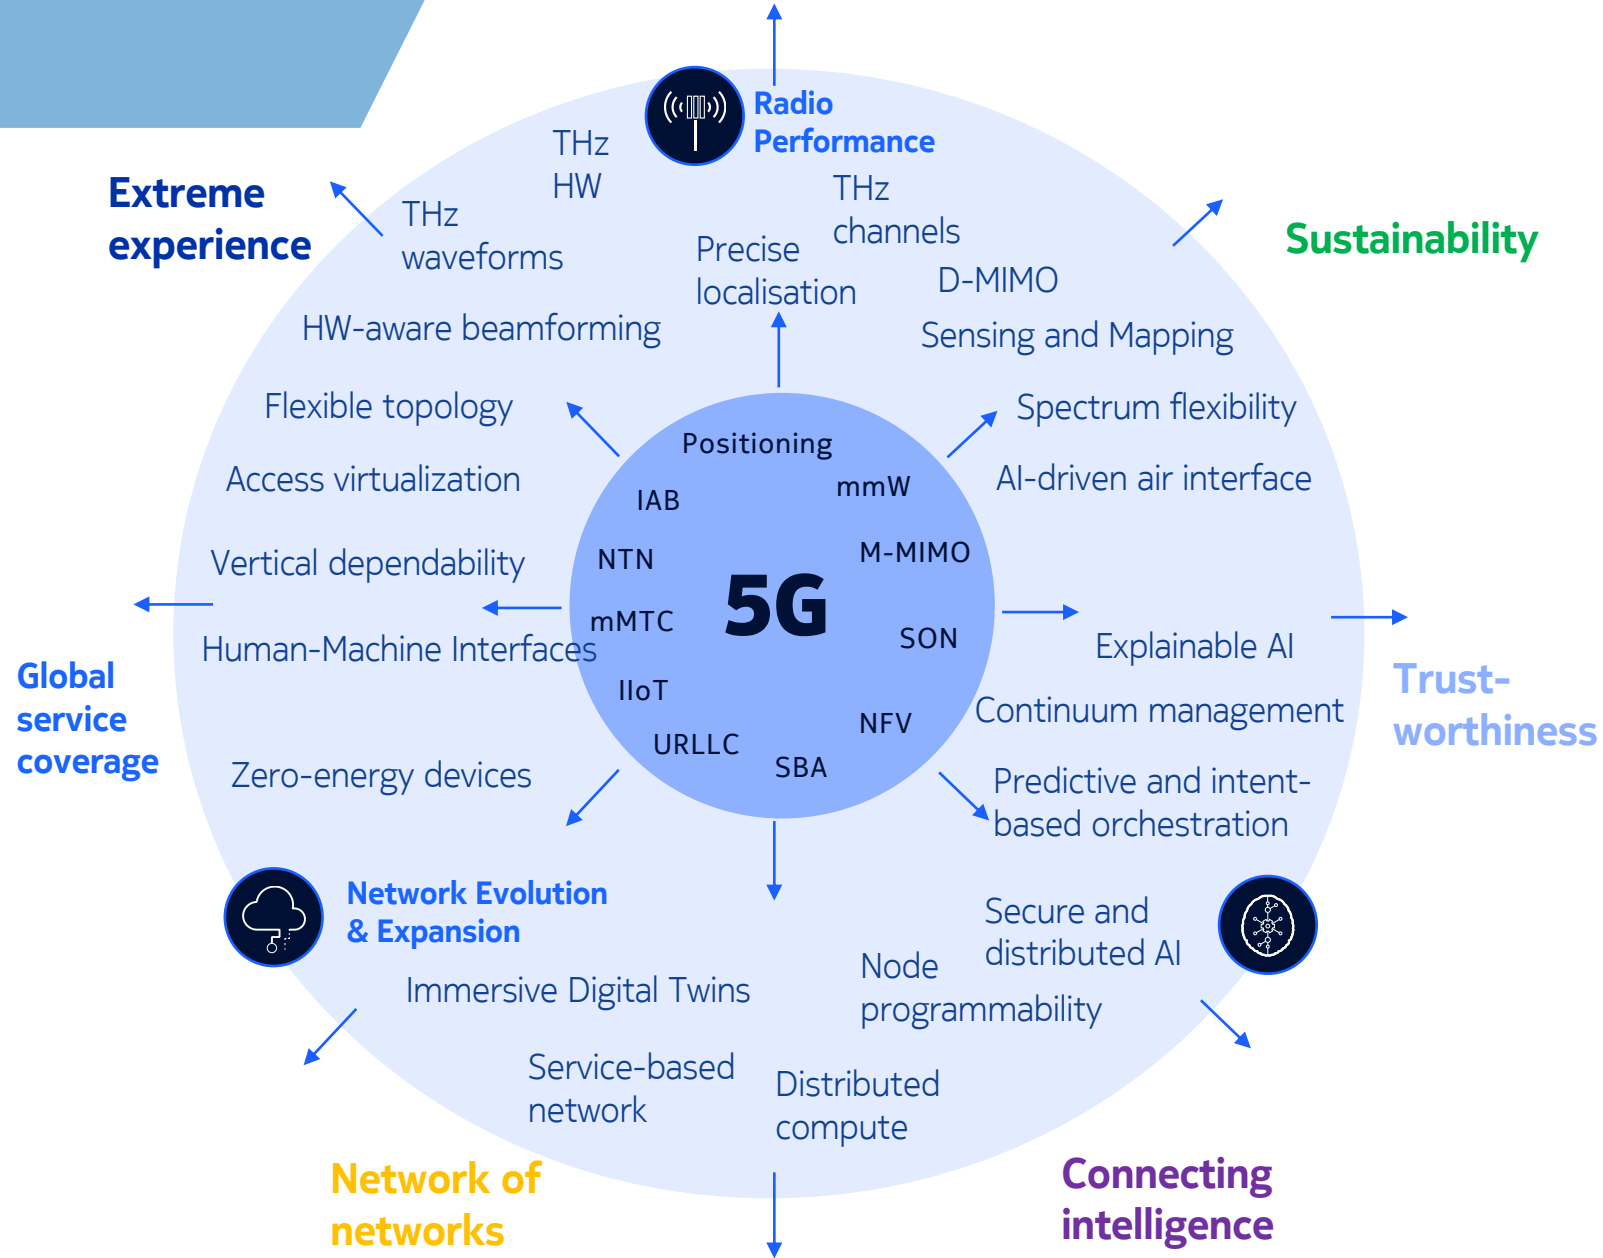 Radio
Performance
THz
HW
Extreme
experience
THz
waveforms
THz
channels
Precise
localisation
Sustainability
D-MIMO
HW-aware beamforming
Sensing and Mapping
Flexible topology
Spectrum flexibility
Positioning
Access virtualization
IAB
mmW
AI-driven air interface
Vertical dependability
NTN
M-MIMO
5G
mMTC
SON
Human-Machine Interfaces
Explainable AI
Global
service
coverage
Trust-
worthiness
IIoT
NFV
Continuum management
URLLC
SBA
Zero-energy devices
Predictive and intent-
based orchestration
Network Evolution
& Expansion
Secure and
distributed AI
Node
programmability
Immersive Digital Twins
Service-based
network
Distributed
compute
Network of
networks
Connecting
intelligence